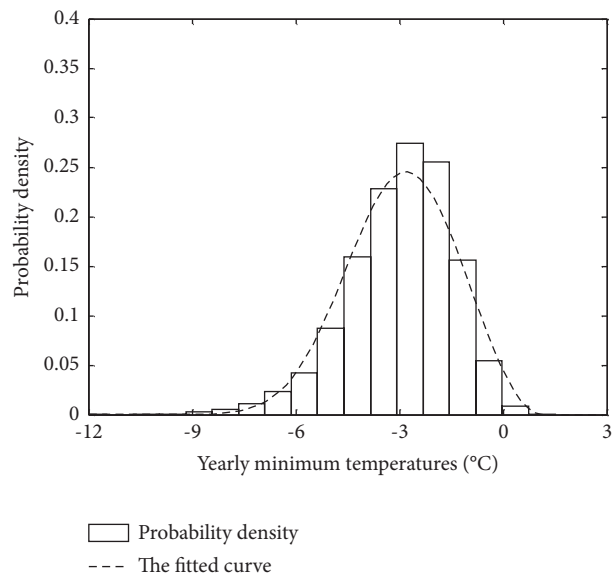 0.4
0.35
0.3
0.25
0.2
0.15
0.1
0.05
0
Probability density
-12 -9 -6 -3 0 3
Yearly minimum temperatures (°C)
Probability density
The fitted curve